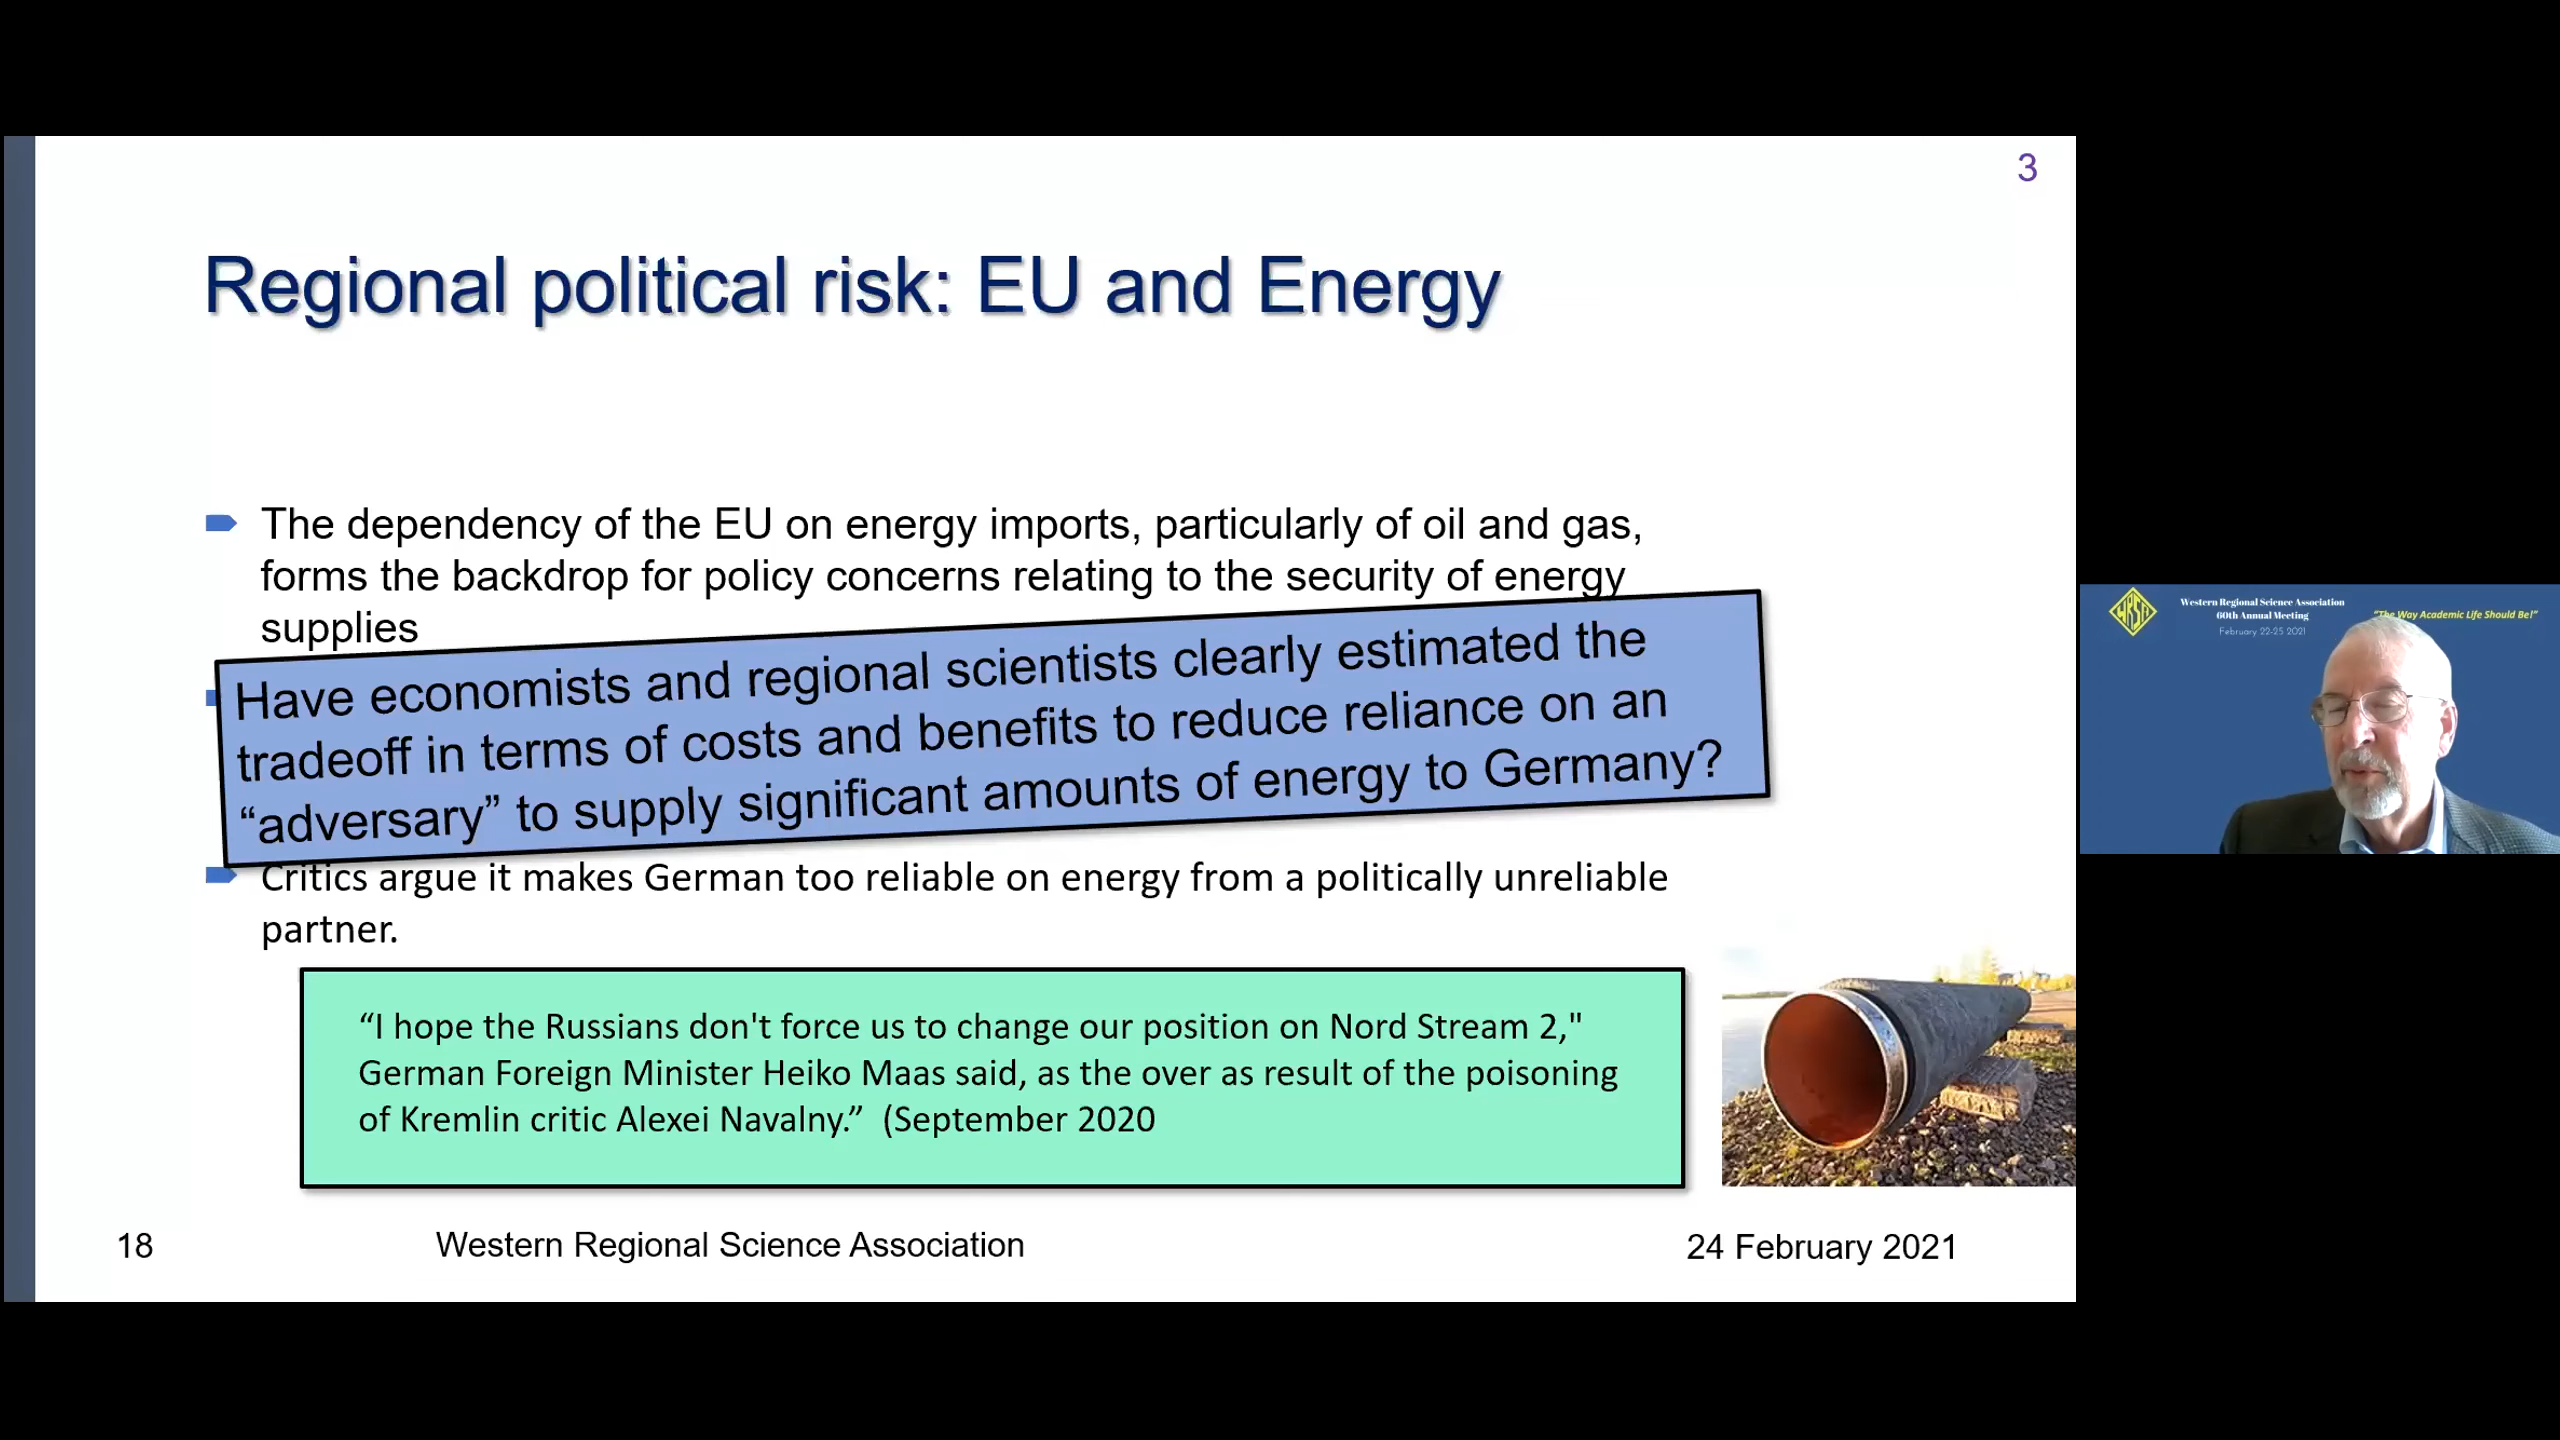 3
Regional political risk: EU and Energy
The dependency of the EU on energy imports, particularly of oil and gas,
forms the backdrop for policy concerns relating to the security of energy
supplies
Have economists and regional scientists clearly estimated the
tradeoff in terms of costs and benefits to reduce reliance on an
“adversary” to supply significant amounts of energy to Germany?
Critics argue it makes German too reliable on energy from a politically unreliable
partner.
“I hope the Russians don't force us to change our position on Nord Stream 2,"
German Foreign Minister Heiko Maas said, as the over as result of the poisoning
of Kremlin critic Alexei Navalny.” (September 2020
18
Western Regional Science Association
24 February 2021
WRSA
Western Regional Science Association
60th Annual Meeting
February 22-25 2021
"The Way Academic Life Should Be!"